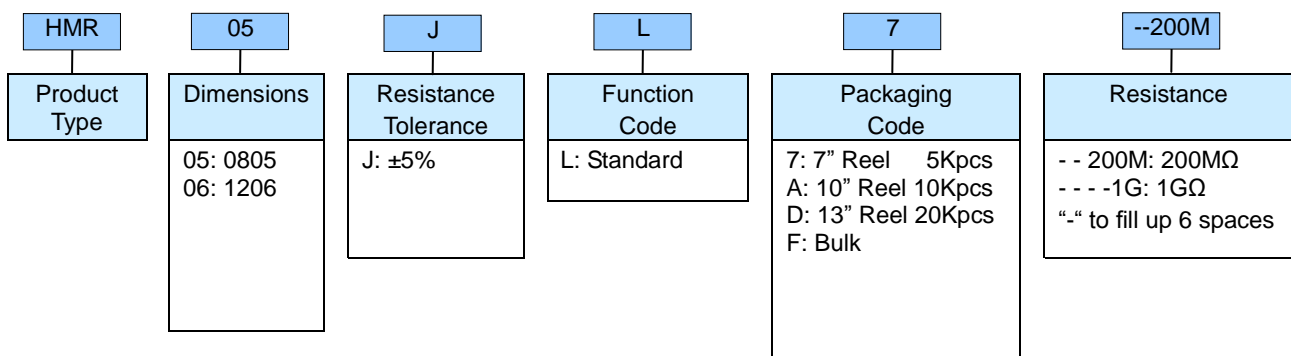 HMR 05 J L 7 --200M
Product Type
Dimensions
Resistance Tolerance
Function Code
Packaging Code
Resistance
05: 0805
06: 1206
J: ±5%
L: Standard
7: 7” Reel 5Kpcs
A: 10” Reel 10Kpcs
D: 13” Reel 20Kpcs
F: Bulk
- - 200M: 200MΩ
- - - -1G: 1GΩ
“-“ to fill up 6 spaces